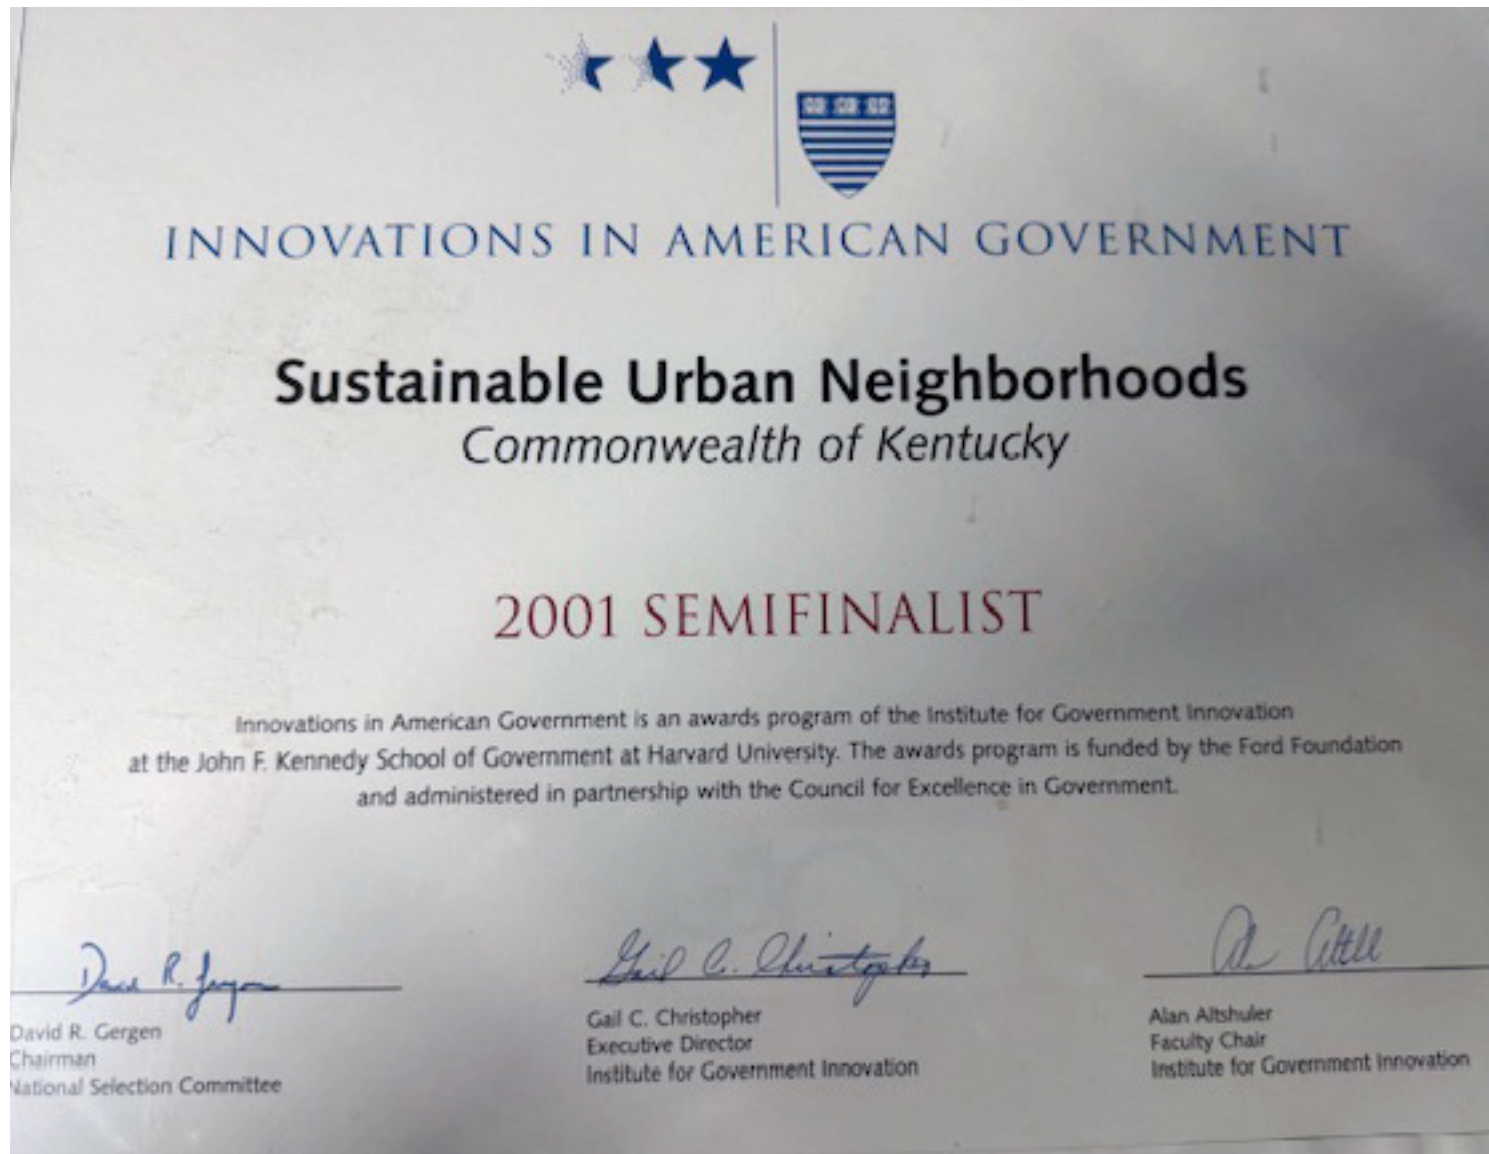 INNOVATIONS IN AMERICAN GOVERNMENT
Sustainable Urban Neighborhoods
Commonwealth of Kentucky
2001 SEMIFINALIST
Innovations in American Government is an awards program of the Institute for Government Innovation
at the John F. Kennedy School of Government at Harvard University. The awards program is funded by the Ford Foundation
and administered in partnership with the Council for Excellence in Government.
David R. Gergen
Chairman
National Selection Committee
Gail C. Christopher
Gail C. Christopher
Executive Director
Institute for Government Innovation
Alan Altshuler
Faculty Chair
Institute for Government Innovation